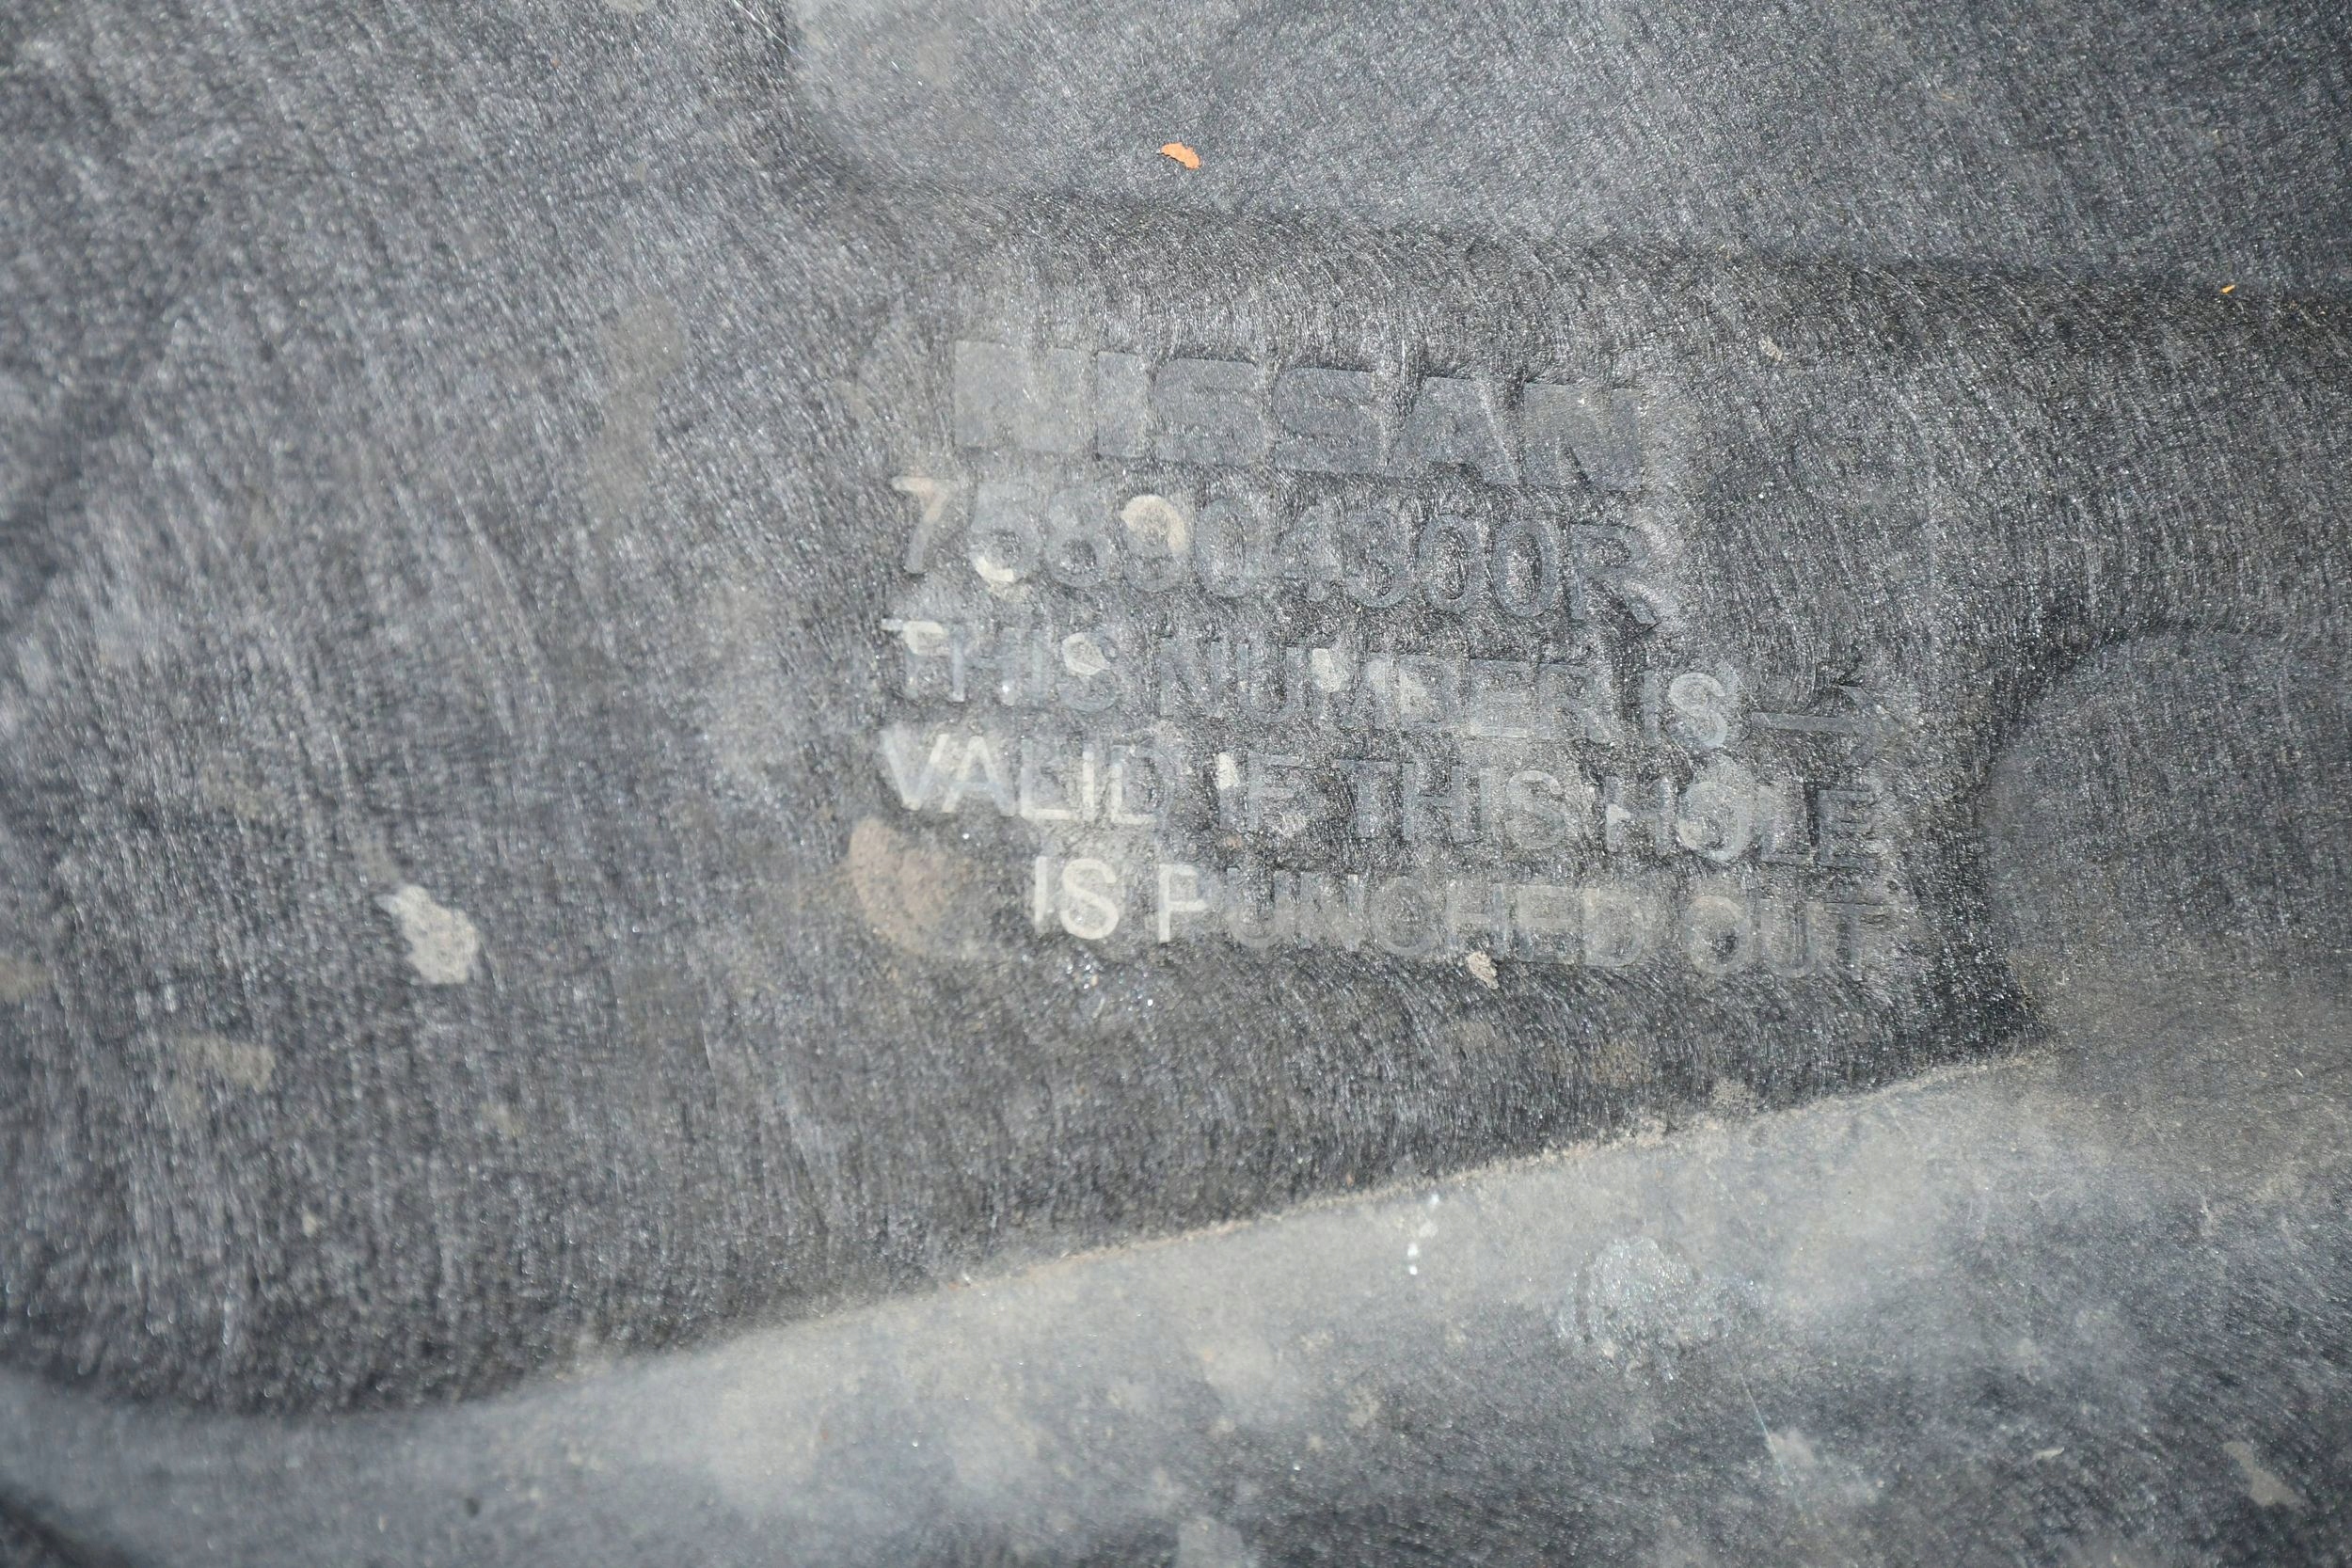 NISSAN
758904300R
THIS NUMBER IS →
VALID IF THIS HOLE
IS PUNCHED OUT